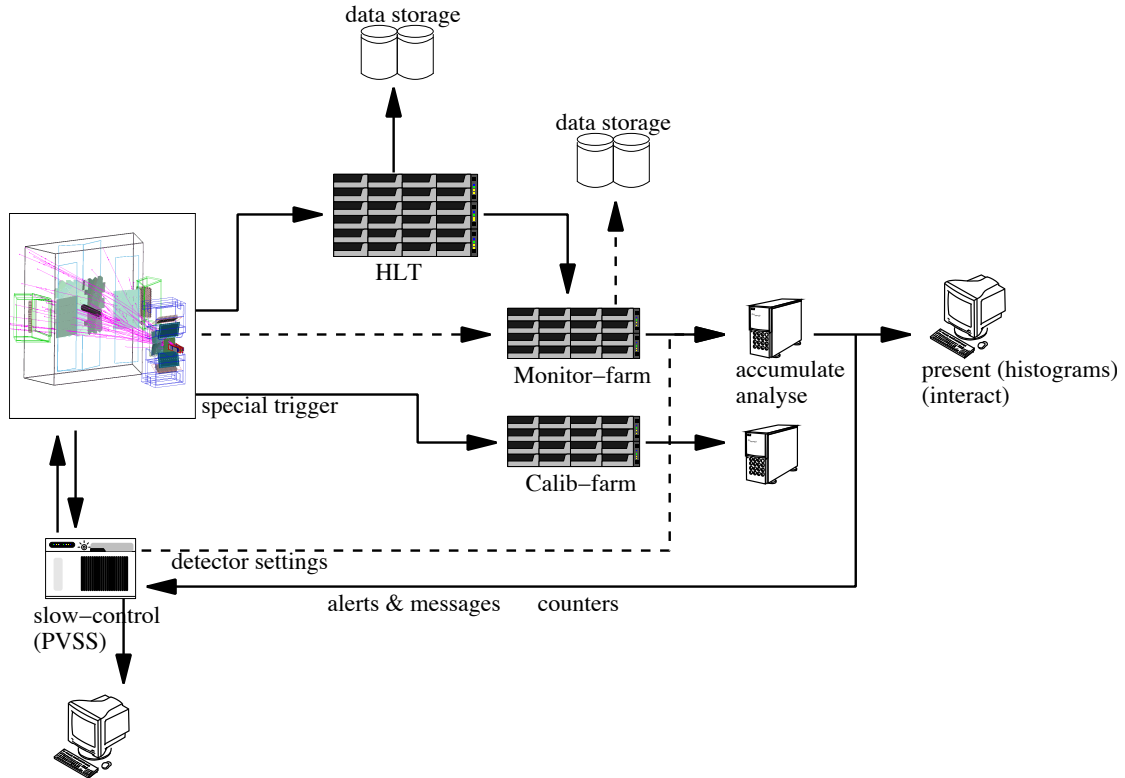 data storage
data storage
HLT
Monitor−farm
accumulate
analyse
present (histograms)
(interact)
special trigger
Calib−farm
detector settings
alerts & messages counters
slow−control
(PVSS)